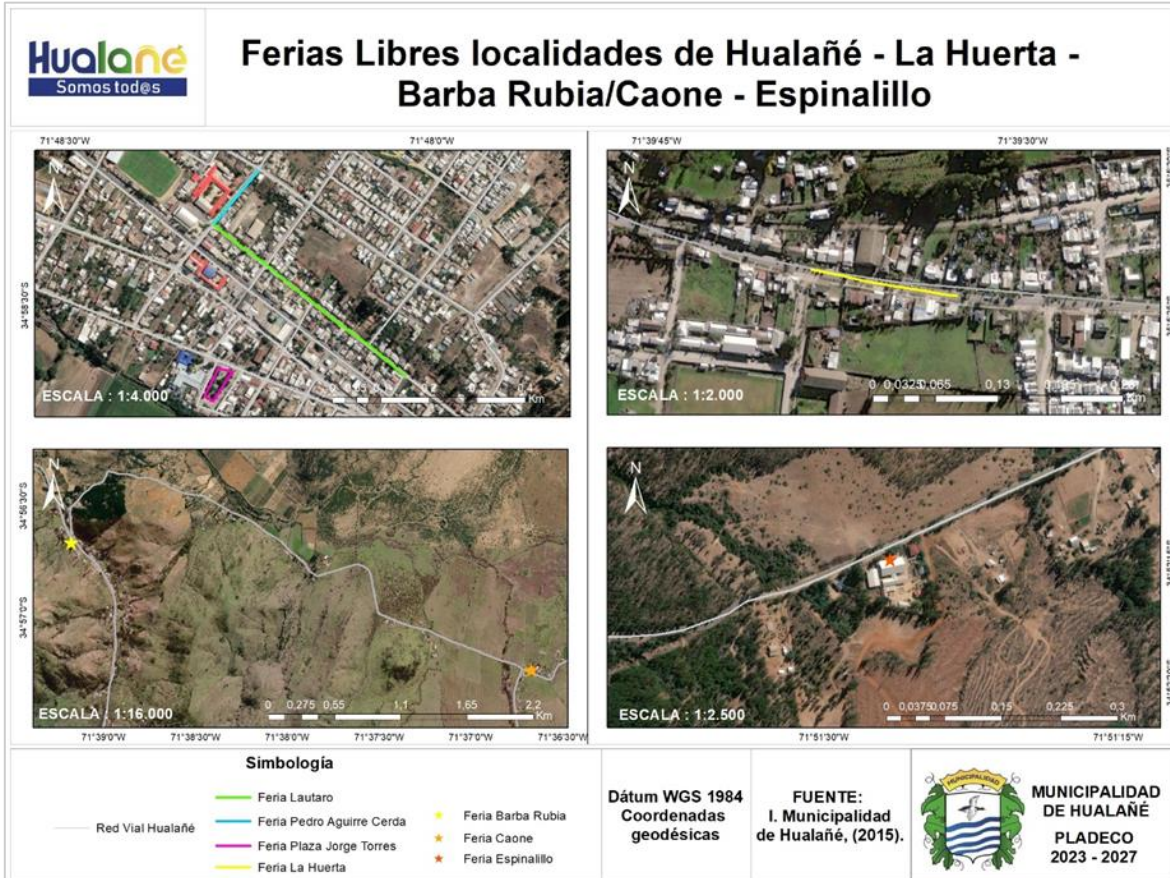 Hualañé
Somos tod@s
Ferias Libres localidades de Hualañé - La Huerta -
Barba Rubia/Caone - Espinalillo
71°48'30"W
71°48'0"W
N
34°58'30"S
ESCALA : 1:4.000
0
0,4
Km
71°39'45"W
71°39'30"W
N
ESCALA : 1:2.000
0 0,0325 0,065 0,13
Km
N
34°56'30"S
34°57'0"S
ESCALA : 1:16.000
0 0,275 0,55 1,1 1,65 2,2
Km
71°39'0"W 71°38'30"W 71°38'0"W 71°37'30"W 71°37'0"W 71°36'30"W
N
ESCALA : 1:2.500
0 0,0375 0,075 0,15 0,225 0,3
Km
71°51'30"W
71°51'15"W
Simbología
Red Vial Hualañé
Feria Lautaro
Feria Pedro Aguirre Cerda
Feria Plaza Jorge Torres
Feria La Huerta
Feria Barba Rubia
Feria Caone
Feria Espinalillo
Dátum WGS 1984
Coordenadas
geodésicas
FUENTE:
I. Municipalidad
de Hualañé, (2015).
MUNICIPALIDAD
MUNICIPALIDAD
DE HUALAÑÉ
PLADECO
2023 - 2027